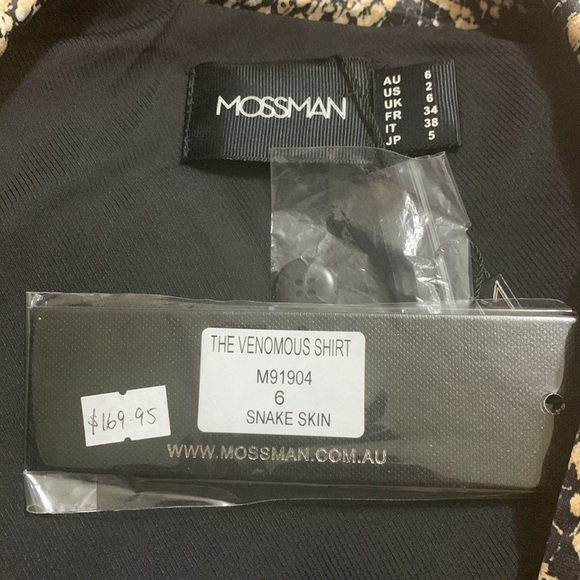 MOSSMAN
AU 6
US 2
UK 6
FR 34
IT 38
JP 5
THE VENOMOUS SHIRT
M91904
6
SNAKE SKIN
$169.95
WWW.MOSSMAN.COM.AU